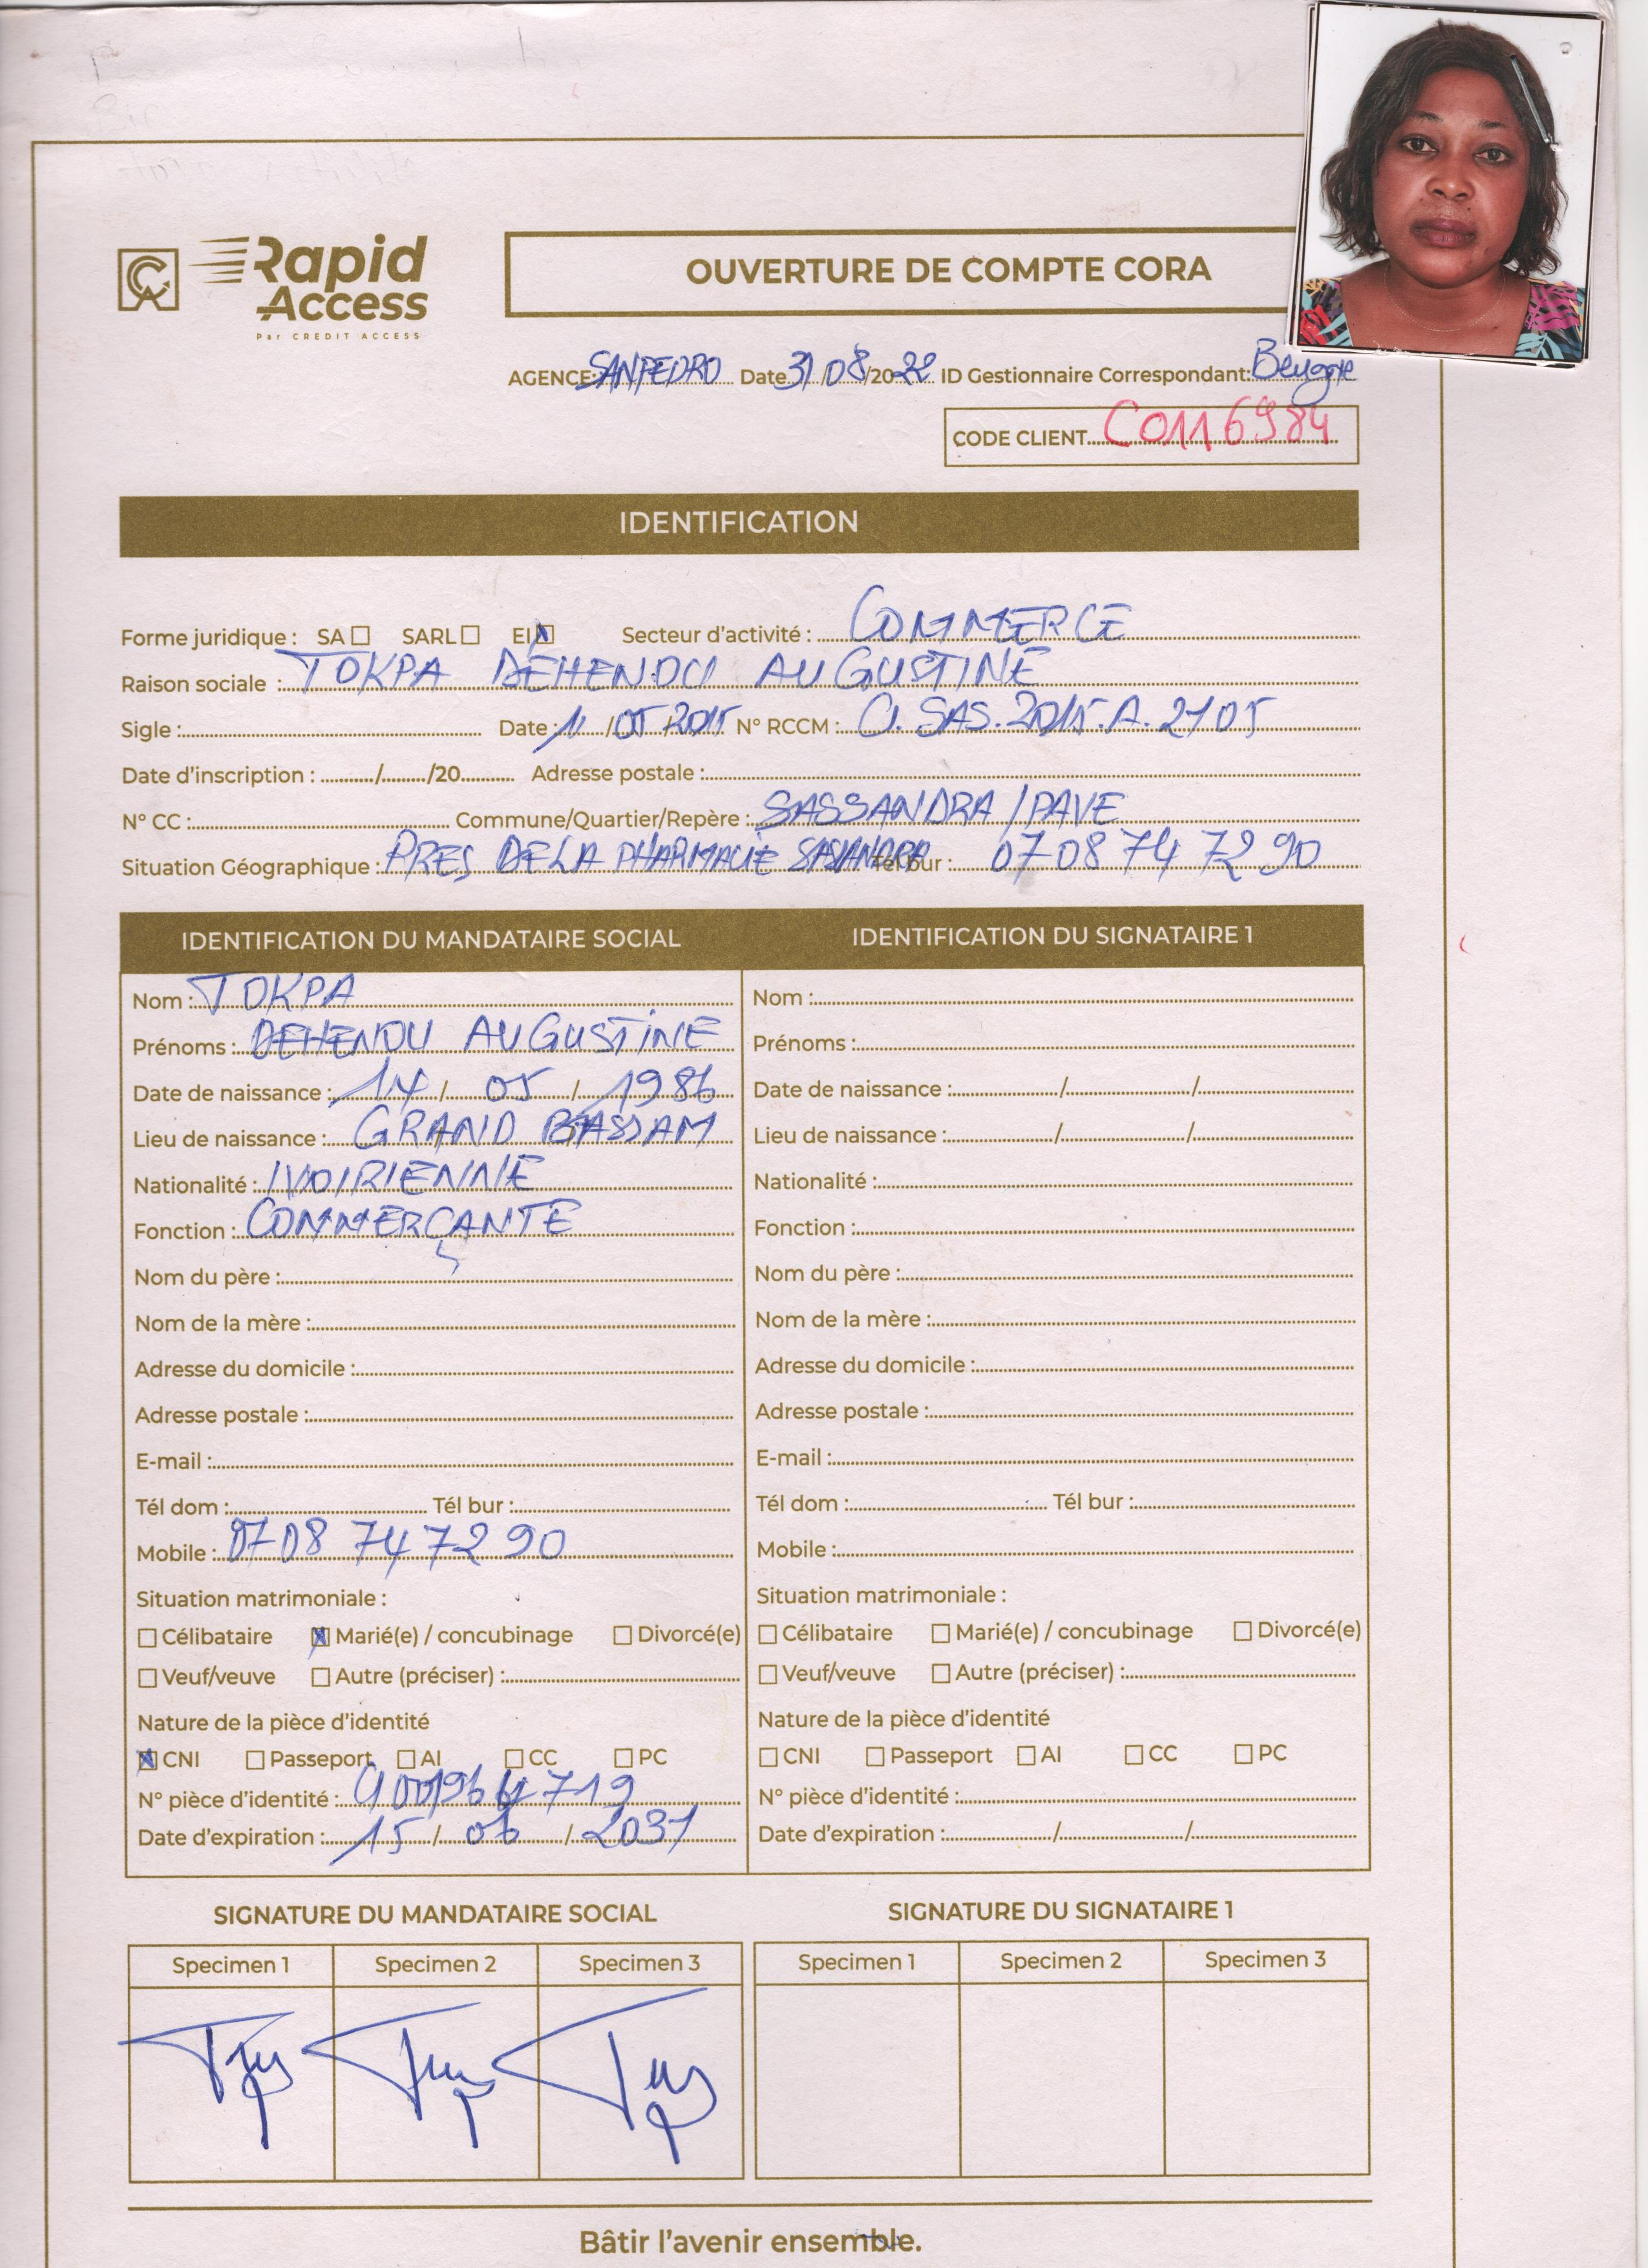 Rapid
Access
Par CREDIT ACCESS
OUVERTURE DE COMPTE CORA
AGENCE: SANPEDRO Date 31/08/2022 ID Gestionnaire Correspondant:
CODE CLIENT C0116984
IDENTIFICATION
Forme juridique : SA SARL EI Secteur d'activité : COMMERCE
Raison sociale : TOKPA DEHENOU AUGUSTINE
Sigle : Date : 11/05/2015 N° RCCM : CI. SAS. 2015. A. 2105
Date d'inscription : / /20 Adresse postale :
N° CC : Commune/Quartier/Repère : SASSANDRA / PAVE
Situation Géographique : PRES DE LA PHARMACIE SASSANDRA Tél bur : 07 08 74 72 90
IDENTIFICATION DU MANDATAIRE SOCIAL
Nom : TOKPA
Prénoms : DEHENOU AUGUSTINE
Date de naissance : 14 / 05 / 1986
Lieu de naissance : GRAND BASSAM
Nationalité : IVOIRIENNE
Fonction : COMMERÇANTE
Nom du père :
Nom de la mère :
Adresse du domicile :
Adresse postale :
E-mail :
Tél dom : Tél bur :
Mobile : 07 08 74 72 90
Situation matrimoniale :
Célibataire Marié(e) / concubinage Divorcé(e)
Veuf/veuve Autre (préciser) :
Nature de la pièce d'identité
CNI Passeport AI CC PC
N° pièce d'identité :
Date d'expiration : 15 / 06 / 2031
IDENTIFICATION DU SIGNATAIRE 1
Nom :
Prénoms :
Date de naissance : / /
Lieu de naissance : / /
Nationalité :
Fonction :
Nom du père :
Nom de la mère :
Adresse du domicile :
Adresse postale :
E-mail :
Tél dom : Tél bur :
Mobile :
Situation matrimoniale :
Célibataire Marié(e) / concubinage Divorcé(e)
Veuf/veuve Autre (préciser) :
Nature de la pièce d'identité
CNI Passeport AI CC PC
N° pièce d'identité :
Date d'expiration : / /
SIGNATURE DU MANDATAIRE SOCIAL
Specimen 1 Specimen 2 Specimen 3
SIGNATURE DU SIGNATAIRE 1
Specimen 1 Specimen 2 Specimen 3
Bâtir l'avenir ensemble.